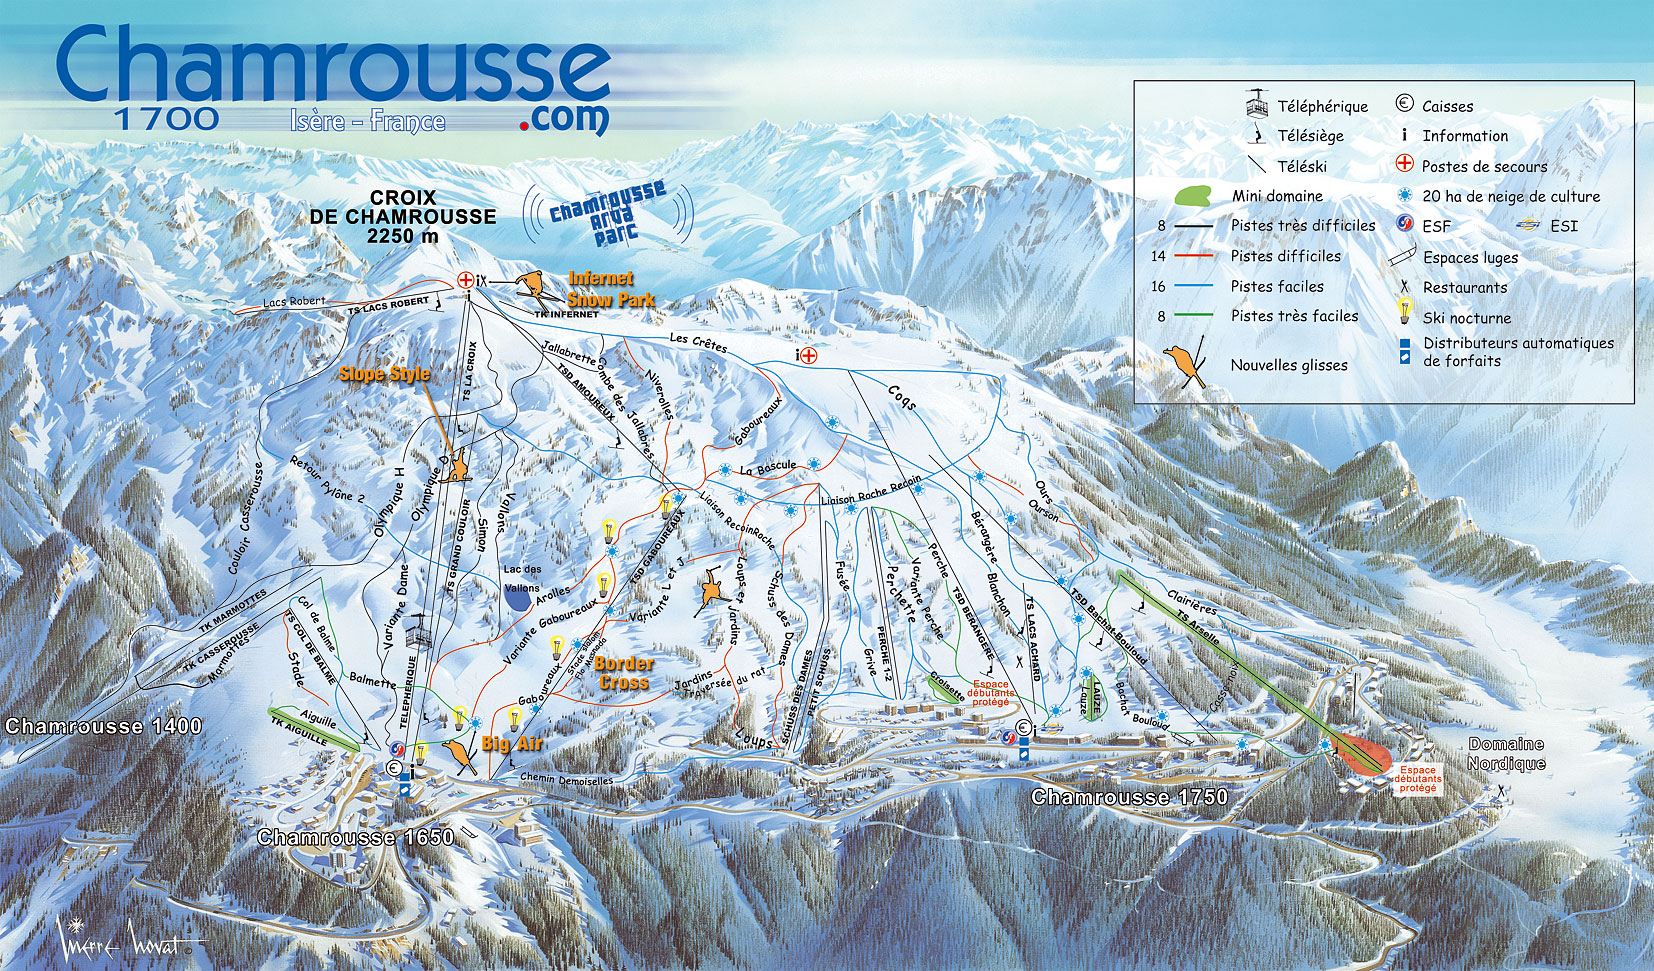 Chamrousse
1700 Isère - France .com
CROIX
DE CHAMROUSSE
2250 m
Chamrousse
Arva
Parc
Téléphérique
Télésiège
Téléski
Mini domaine
8 Pistes très difficiles
14 Pistes difficiles
16 Pistes faciles
8 Pistes très faciles
Nouvelles glisses
€ Caisses
i Information
Postes de secours
20 ha de neige de culture
ESF
ESI
Espaces luges
Restaurants
Ski nocturne
Distributeurs automatiques
de forfaits
Infernet
Snow Park
TK INFERNET
Lacs Robert
TS LACS ROBERT
Les Crêtes
Slope Style
TS LA CROIX
Jallabrette
TSD AMOUREUX
Combe des Jallabres
Niverolles
Gaboureaux
Coqs
La Bascule
Liaison Roche Recoin
Liaison RecoinRoche
Couloir Casserousse
Retour Pylône 2
Olympique H
Olympique D
Vallons
Simon
TS GRAND COULOIR
Variante Dame
Lac des
Vallons
Arolles
Variante Gaboureaux
TSD GABOUREAUX
Variante L et J
Loups et Jardins
Schuss des Dames
Fusée
Perchette
Variante Perche
Perche
Bérangère
Blanchon
Ours
Ourson
TSD BÉRANGÈRE
TS LACS ACHARD
TSD Bachat-Bouloud
Clairières
TS Arselle
TK MARMOTTES
TK CASSEROUSSE
Marmottes
Col de Balme
TS COL DE BALME
Stade
Balmette
TELEPHERIQUE
Aiguille
TK AIGUILLE
Gaboureaux
Stade slalom
Border
Cross
Jardins
Traversée du rat
SCHUSS DES DAMES
PETIT SCHUSS
PERCHE 1-2
Grive
Croisette
Espace
débutants
protégé
LAUZE
Lauze
Bachat
Bouloud
Cassernoix
Loups
Big Air
Chemin Demoiselles
Chamrousse 1400
Chamrousse 1650
Chamrousse 1750
Domaine
Nordique
Espace
débutants
protégé
Pierre Novat